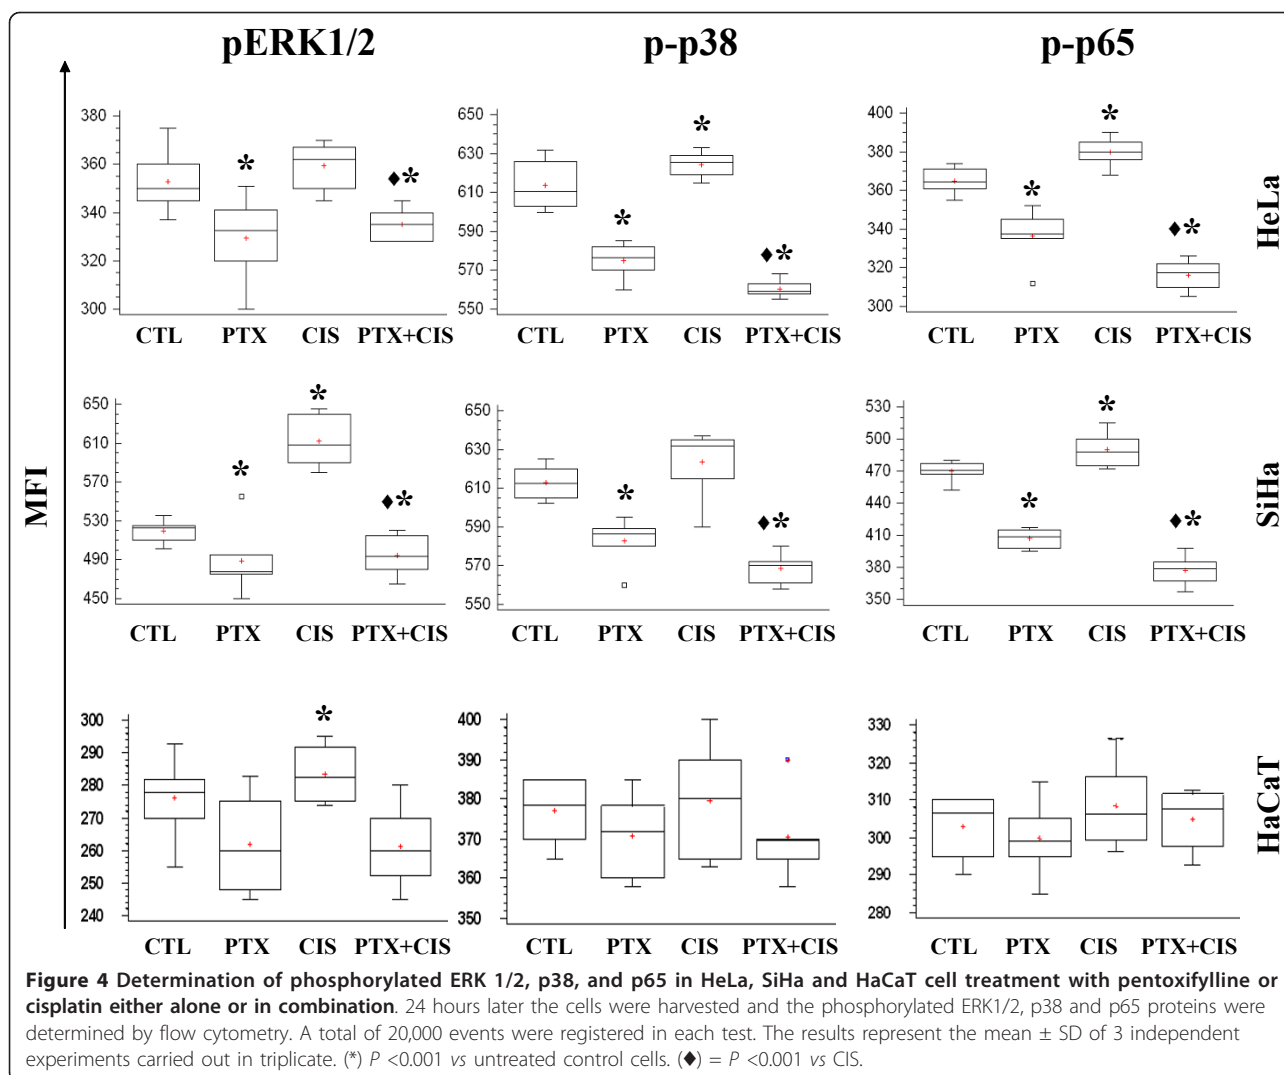 pERK1/2 p-p38 p-p65
MFI
380
360
340
320
300
CTL PTX CIS PTX+CIS
* ♦*
650
630
610
590
570
550
CTL PTX CIS PTX+CIS
* * ♦*
400
380
360
340
320
300
CTL PTX CIS PTX+CIS
* * ♦*
HeLa
650
610
570
530
490
450
CTL PTX CIS PTX+CIS
* * ♦*
650
630
610
590
570
550
CTL PTX CIS PTX+CIS
* ♦*
530
500
470
440
410
380
350
CTL PTX CIS PTX+CIS
* * ♦*
SiHa
300
290
280
270
260
250
240
CTL PTX CIS PTX+CIS
*
400
390
380
370
360
350
CTL PTX CIS PTX+CIS
330
320
310
300
290
280
CTL PTX CIS PTX+CIS
HaCaT
Figure 4 Determination of phosphorylated ERK 1/2, p38, and p65 in HeLa, SiHa and HaCaT cell treatment with pentoxifylline or
cisplatin either alone or in combination. 24 hours later the cells were harvested and the phosphorylated ERK1/2, p38 and p65 proteins were
determined by flow cytometry. A total of 20,000 events were registered in each test. The results represent the mean ± SD of 3 independent
experiments carried out in triplicate. (*) P <0.001 vs untreated control cells. (♦) = P <0.001 vs CIS.